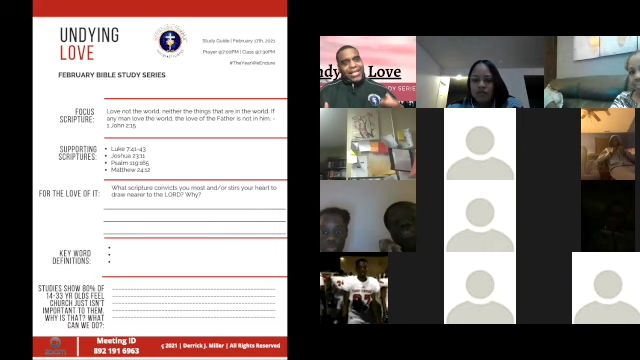 UNDYING
LOVE
Study Guide | February 17th, 2021
Prayer @7:00PM | Class @7:30PM
#TheYearWeEndure
FEBRUARY BIBLE STUDY SERIES
FOCUS
SCRIPTURE:
Love not the world, neither the things that are in the world. If
any man love the world, the love of the Father is not in him. -
1 John 2:15
SUPPORTING
SCRIPTURES:
• Luke 7:41-43
• Joshua 23:11
• Psalm 119:165
• Matthew 24:12
FOR THE LOVE OF IT:
What scripture convicts you most and/or stirs your heart to
draw nearer to the LORD? Why?
KEY WORD
DEFINITIONS:
STUDIES SHOW 80% OF
14-33 YR OLDS FEEL
CHURCH JUST ISN'T
IMPORTANT TO THEM.
WHY IS THAT? WHAT
CAN WE DO?:
zoom
Meeting ID
892 191 6963
© 2021 | Derrick J. Miller | All Rights Reserved
Love